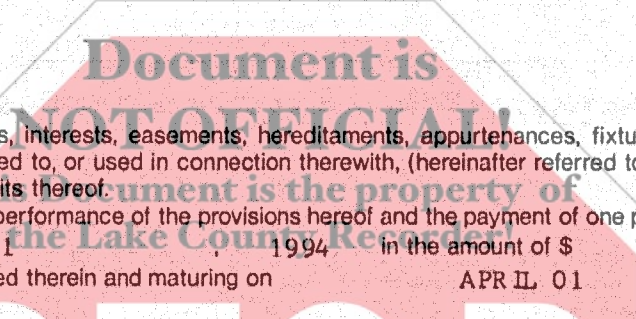 Document is
NOT OFFICIAL!
s, interests, easements, hereditaments, appurtenances, fixtu
ed to, or used in connection therewith, (hereinafter referred to
its thereof.
s Document is the property of
performance of the provisions hereof and the payment of one p
the Lake County Recorder!
1 , 1994 in the amount of $
ed therein and maturing on APRIL 01